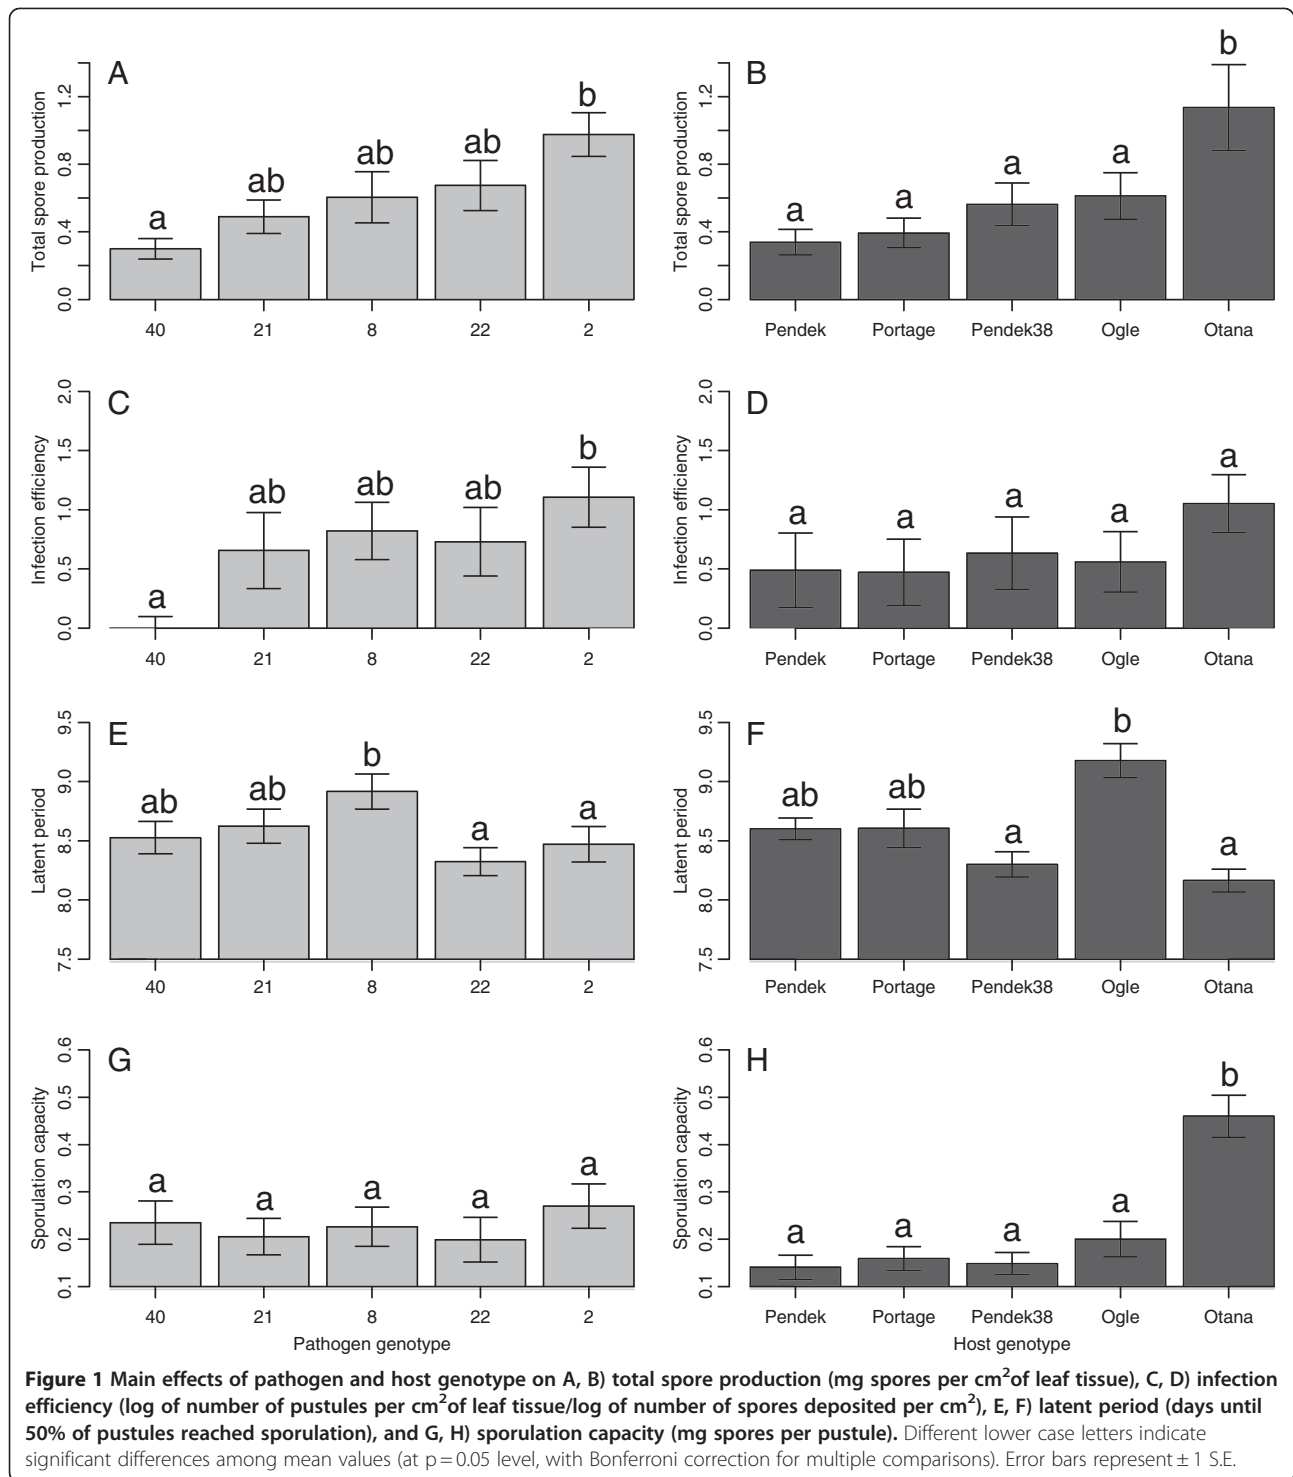 A
Total spore production
0.0 0.4 0.8 1.2
a ab ab ab b
40 21 8 22 2
B
Total spore production
0.0 0.4 0.8 1.2
a a a a b
Pendek Portage Pendek38 Ogle Otana
C
Infection efficiency
0.0 0.5 1.0 1.5 2.0
a ab ab ab b
40 21 8 22 2
D
Infection efficiency
0.0 0.5 1.0 1.5 2.0
a a a a a
Pendek Portage Pendek38 Ogle Otana
E
Latent period
7.5 8.0 8.5 9.0 9.5
ab ab b a a
40 21 8 22 2
F
Latent period
7.5 8.0 8.5 9.0 9.5
ab ab a b a
Pendek Portage Pendek38 Ogle Otana
G
Sporulation capacity
0.1 0.2 0.3 0.4 0.5 0.6
a a a a a
40 21 8 22 2
Pathogen genotype
H
Sporulation capacity
0.1 0.2 0.3 0.4 0.5 0.6
a a a a b
Pendek Portage Pendek38 Ogle Otana
Host genotype
Figure 1 Main effects of pathogen and host genotype on A, B) total spore production (mg spores per cm²of leaf tissue), C, D) infection
efficiency (log of number of pustules per cm²of leaf tissue/log of number of spores deposited per cm²), E, F) latent period (days until
50% of pustules reached sporulation), and G, H) sporulation capacity (mg spores per pustule). Different lower case letters indicate
significant differences among mean values (at p = 0.05 level, with Bonferroni correction for multiple comparisons). Error bars represent ± 1 S.E.